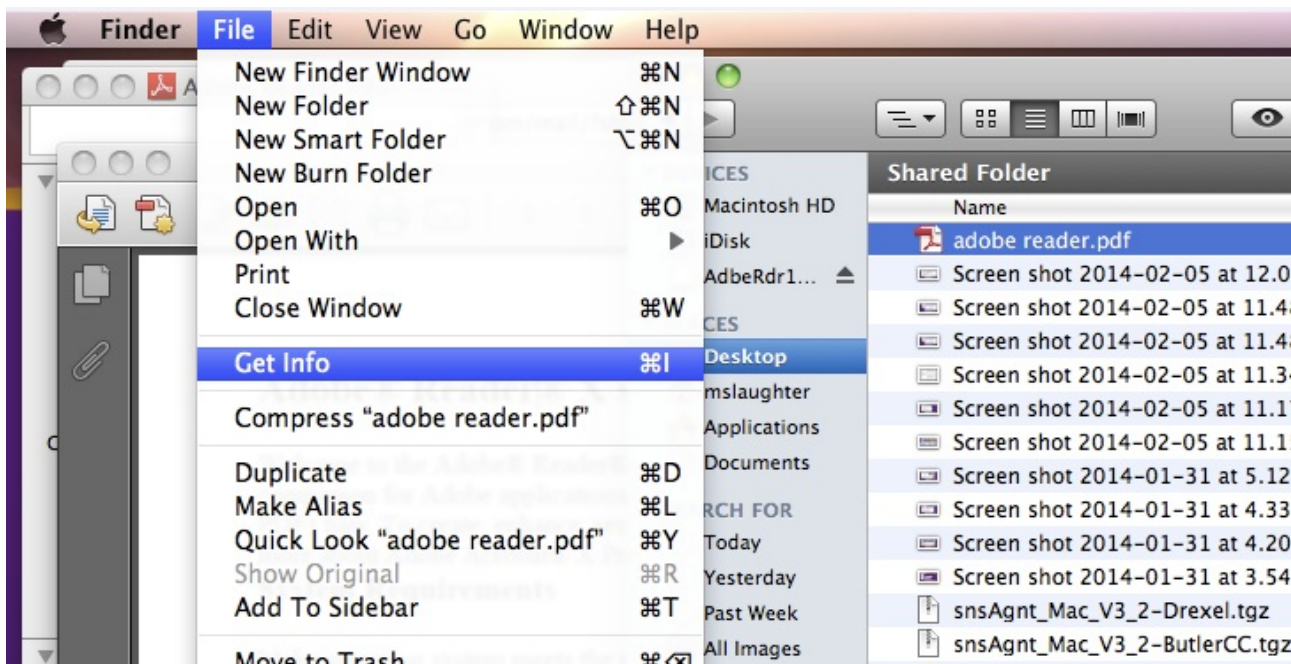 Finder File Edit View Go Window Help
New Finder Window ⌘N
New Folder ⇧⌘N
New Smart Folder ⌥⌘N
New Burn Folder
Open ⌘O
Open With ▶
Print
Close Window ⌘W
Get Info ⌘I
Compress “adobe reader.pdf”
Duplicate ⌘D
Make Alias ⌘L
Quick Look “adobe reader.pdf” ⌘Y
Show Original ⌘R
Add To Sidebar ⌘T
Move to Trash ⌘⌫
ICES
Macintosh HD
iDisk
AdbeRdr1...
CES
Desktop
mslaughter
Applications
Documents
RCH FOR
Today
Yesterday
Past Week
All Images
Shared Folder
Name
adobe reader.pdf
Screen shot 2014-02-05 at 12.0
Screen shot 2014-02-05 at 11.48
Screen shot 2014-02-05 at 11.48
Screen shot 2014-02-05 at 11.34
Screen shot 2014-02-05 at 11.17
Screen shot 2014-02-05 at 11.1
Screen shot 2014-01-31 at 5.12
Screen shot 2014-01-31 at 4.33
Screen shot 2014-01-31 at 4.20
Screen shot 2014-01-31 at 3.54
snsAgnt_Mac_V3_2-Drexel.tgz
snsAgnt_Mac_V3_2-ButlerCC.tgz